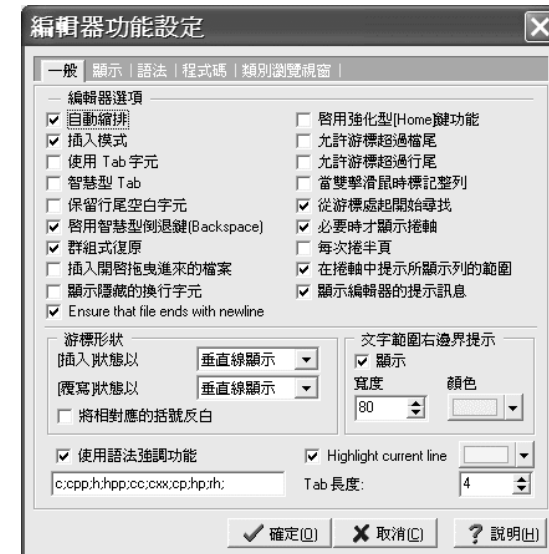 編輯器功能設定
一般 顯示 語法 程式碼 類別瀏覽視窗
編輯器選項
自動縮排
插入模式
使用 Tab 字元
智慧型 Tab
保留行尾空白字元
啓用智慧型倒退鍵(Backspace)
群組式復原
插入開啓拖曳進來的檔案
顯示隱藏的換行字元
Ensure that file ends with newline
啓用強化型[Home]鍵功能
允許游標超過檔尾
允許游標超過行尾
當雙擊滑鼠時標記整列
從游標處起開始尋找
必要時才顯示捲軸
每次捲半頁
在捲軸中提示所顯示列的範圍
顯示編輯器的提示訊息
游標形狀
[插入]狀態以 垂直線顯示
[覆寫]狀態以 垂直線顯示
將相對應的括號反白
文字範圍右邊界提示
顯示
寬度 顏色
80
使用語法強調功能
c;cpp;h;hpp;cc;cxx;cp;hp;rh;
Highlight current line
Tab 長度: 4
確定[O] 取消[C] 說明[H]